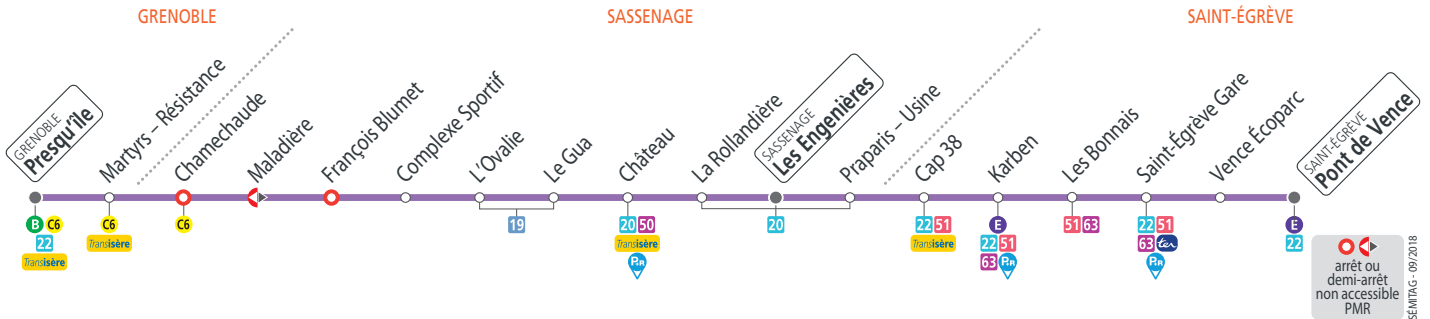 GRENOBLE
SASSENAGE
SAINT-ÉGRÈVE
GRENOBLE
Presqu'île
Martyrs – Résistance
Chamechaude
Maladière
François Blumet
Complexe Sportif
L'Ovalie
Le Gua
Château
La Rollandière
SASSENAGE
Les Engenières
Praparis – Usine
Cap 38
Karben
Les Bonnais
Saint-Égrève Gare
Vence Écoparc
SAINT-ÉGRÈVE
Pont de Vence
B C6
22
Transisère
C6
Transisère
C6
19
20 50
Transisère
P+R
20
22 51
Transisère
E
22 51
63 P+R
51 63
22 51
63 ter
P+R
E
22
arrêt ou
demi-arrêt
non accessible
PMR
SÉMITAG - 09/2018